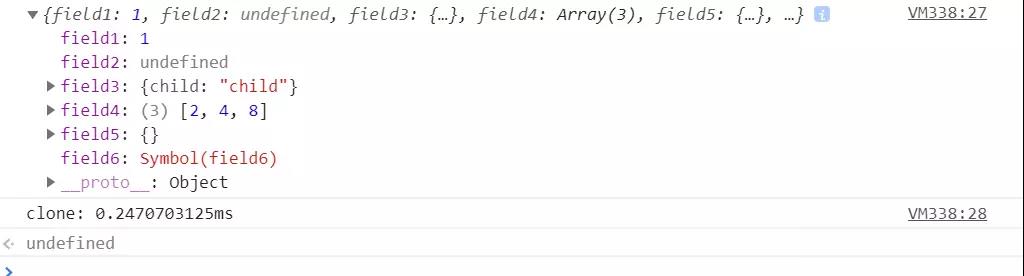 {field1: 1, field2: undefined, field3: {…}, field4: Array(3), field5: {…}, …} i VM338:27
field1: 1
field2: undefined
field3: {child: "child"}
field4: (3) [2, 4, 8]
field5: {}
field6: Symbol(field6)
__proto__: Object
clone: 0.2470703125ms VM338:28
undefined